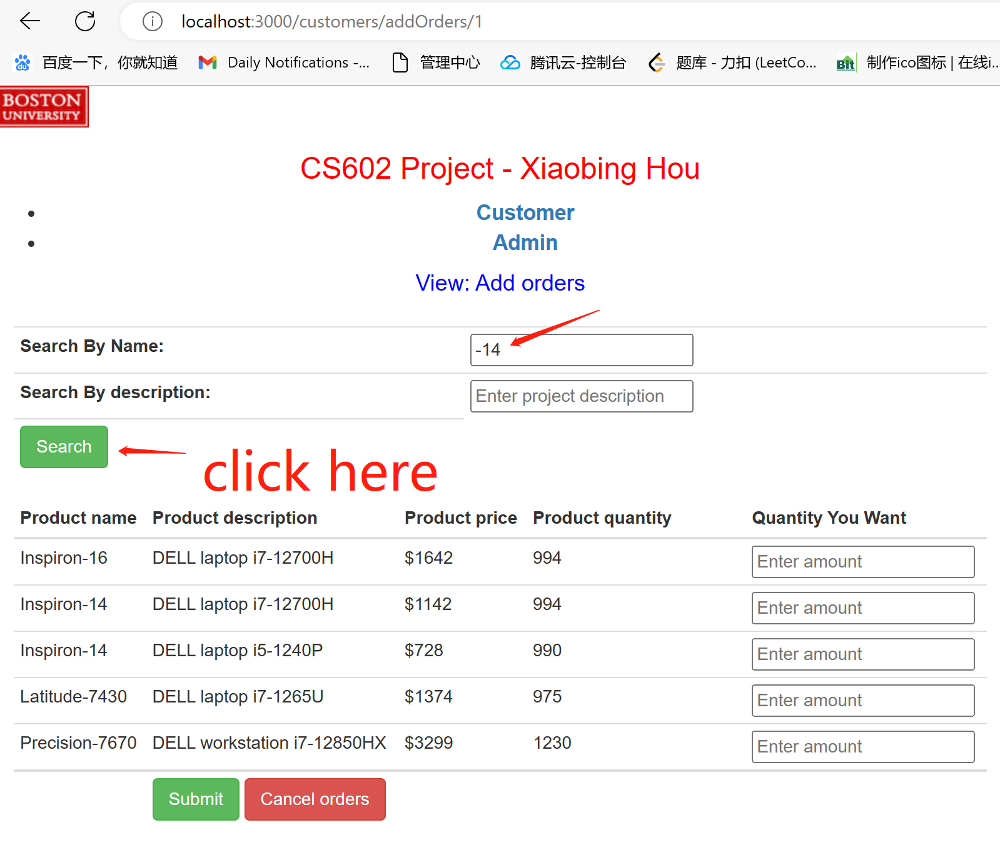 localhost:3000/customers/addOrders/1
百度一下，你就知道 Daily Notifications -... 管理中心 腾讯云-控制台 题库 - 力扣 (LeetCo... 制作ico图标 | 在线i...
BOSTON
UNIVERSITY
CS602 Project - Xiaobing Hou
Customer
Admin
View: Add orders
Search By Name: -14
Search By description: Enter project description
Search
click here
Product name Product description Product price Product quantity Quantity You Want
Inspiron-16 DELL laptop i7-12700H $1642 994 Enter amount
Inspiron-14 DELL laptop i7-12700H $1142 994 Enter amount
Inspiron-14 DELL laptop i5-1240P $728 990 Enter amount
Latitude-7430 DELL laptop i7-1265U $1374 975 Enter amount
Precision-7670 DELL workstation i7-12850HX $3299 1230 Enter amount
Submit Cancel orders